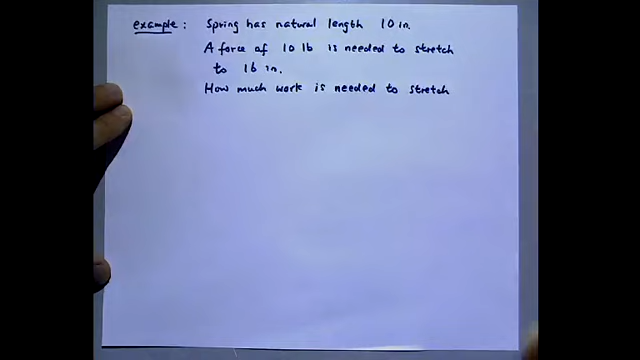 example : Spring has natural length 10 in.
A force of 10 lb is needed to stretch
to 16 in.
How much work is needed to stretch